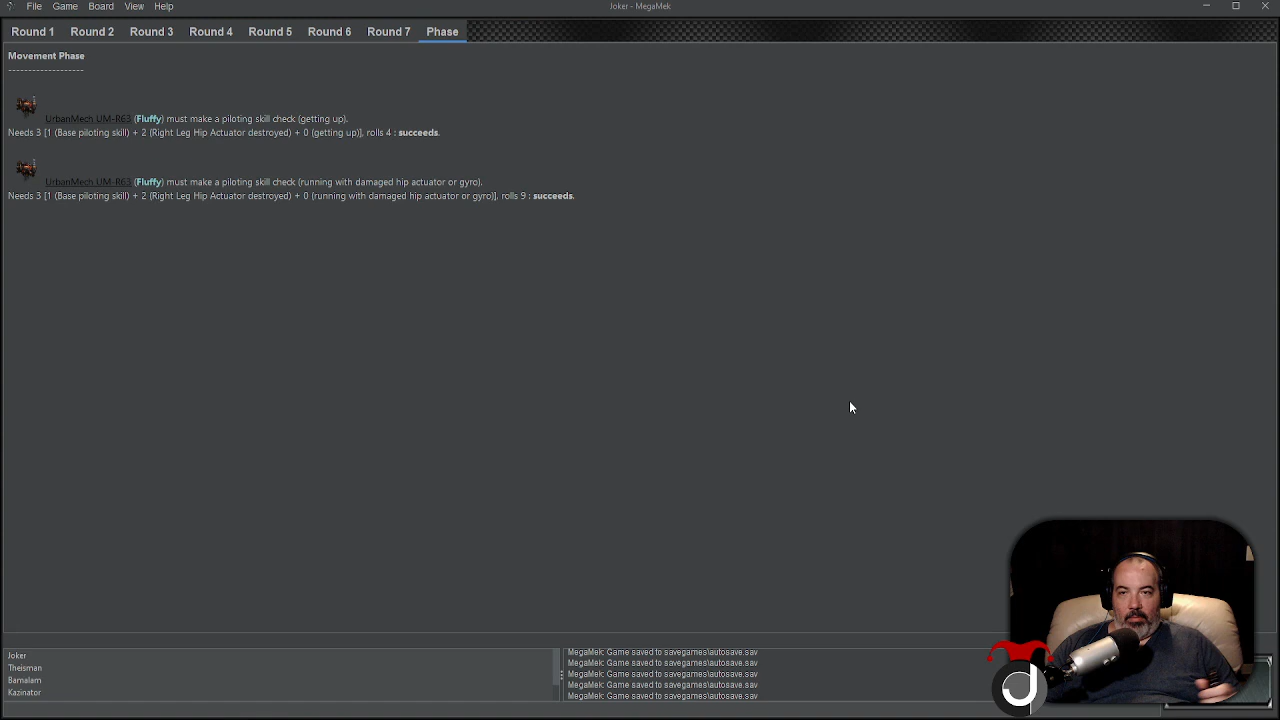 File Game Board View Help
Joker - MegaMek
Round 1 Round 2 Round 3 Round 4 Round 5 Round 6 Round 7 Phase
Movement Phase
-------------------
UrbanMech UM-R63 (Fluffy) must make a piloting skill check (getting up).
Needs 3 [1 (Base piloting skill) + 2 (Right Leg Hip Actuator destroyed) + 0 (getting up)], rolls 4 : succeeds.
UrbanMech UM-R63 (Fluffy) must make a piloting skill check (running with damaged hip actuator or gyro).
Needs 3 [1 (Base piloting skill) + 2 (Right Leg Hip Actuator destroyed) + 0 (running with damaged hip actuator or gyro)], rolls 9 : succeeds.
Joker
Theisman
Bamalam
Kazinator
MegaMek: Game saved to savegames\autosave.sav
MegaMek: Game saved to savegames\autosave.sav
MegaMek: Game saved to savegames\autosave.sav
MegaMek: Game saved to savegames\autosave.sav
MegaMek: Game saved to savegames\autosave.sav